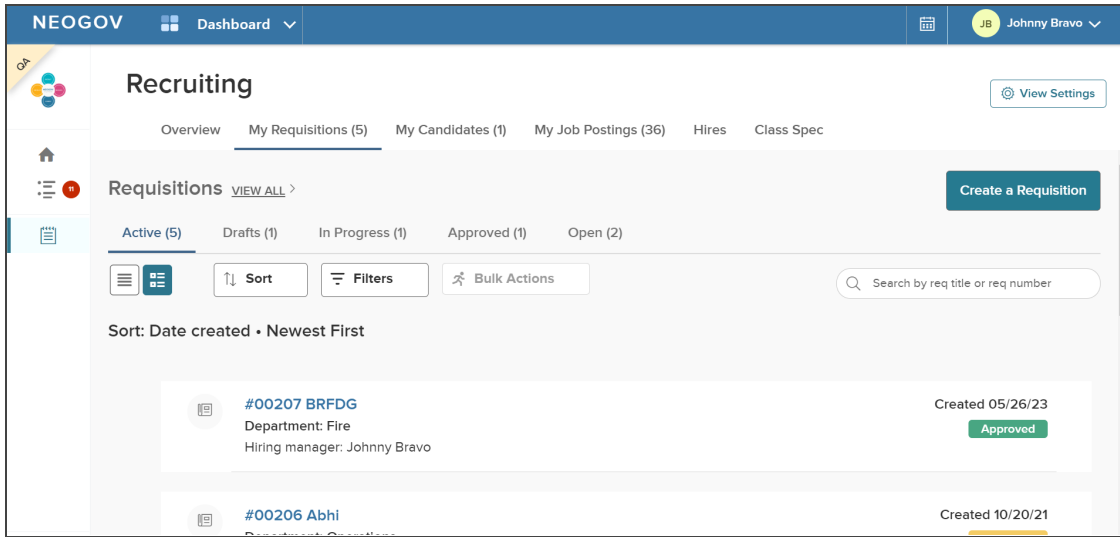 NEOGOV Dashboard JB Johnny Bravo
QA
Recruiting
View Settings
Overview My Requisitions (5) My Candidates (1) My Job Postings (36) Hires Class Spec
11
Requisitions VIEW ALL
Create a Requisition
Active (5) Drafts (1) In Progress (1) Approved (1) Open (2)
Sort Filters Bulk Actions Search by req title or req number
Sort: Date created • Newest First
#00207 BRFDG Created 05/26/23
Department: Fire Approved
Hiring manager: Johnny Bravo
#00206 Abhi Created 10/20/21
Department: Operations